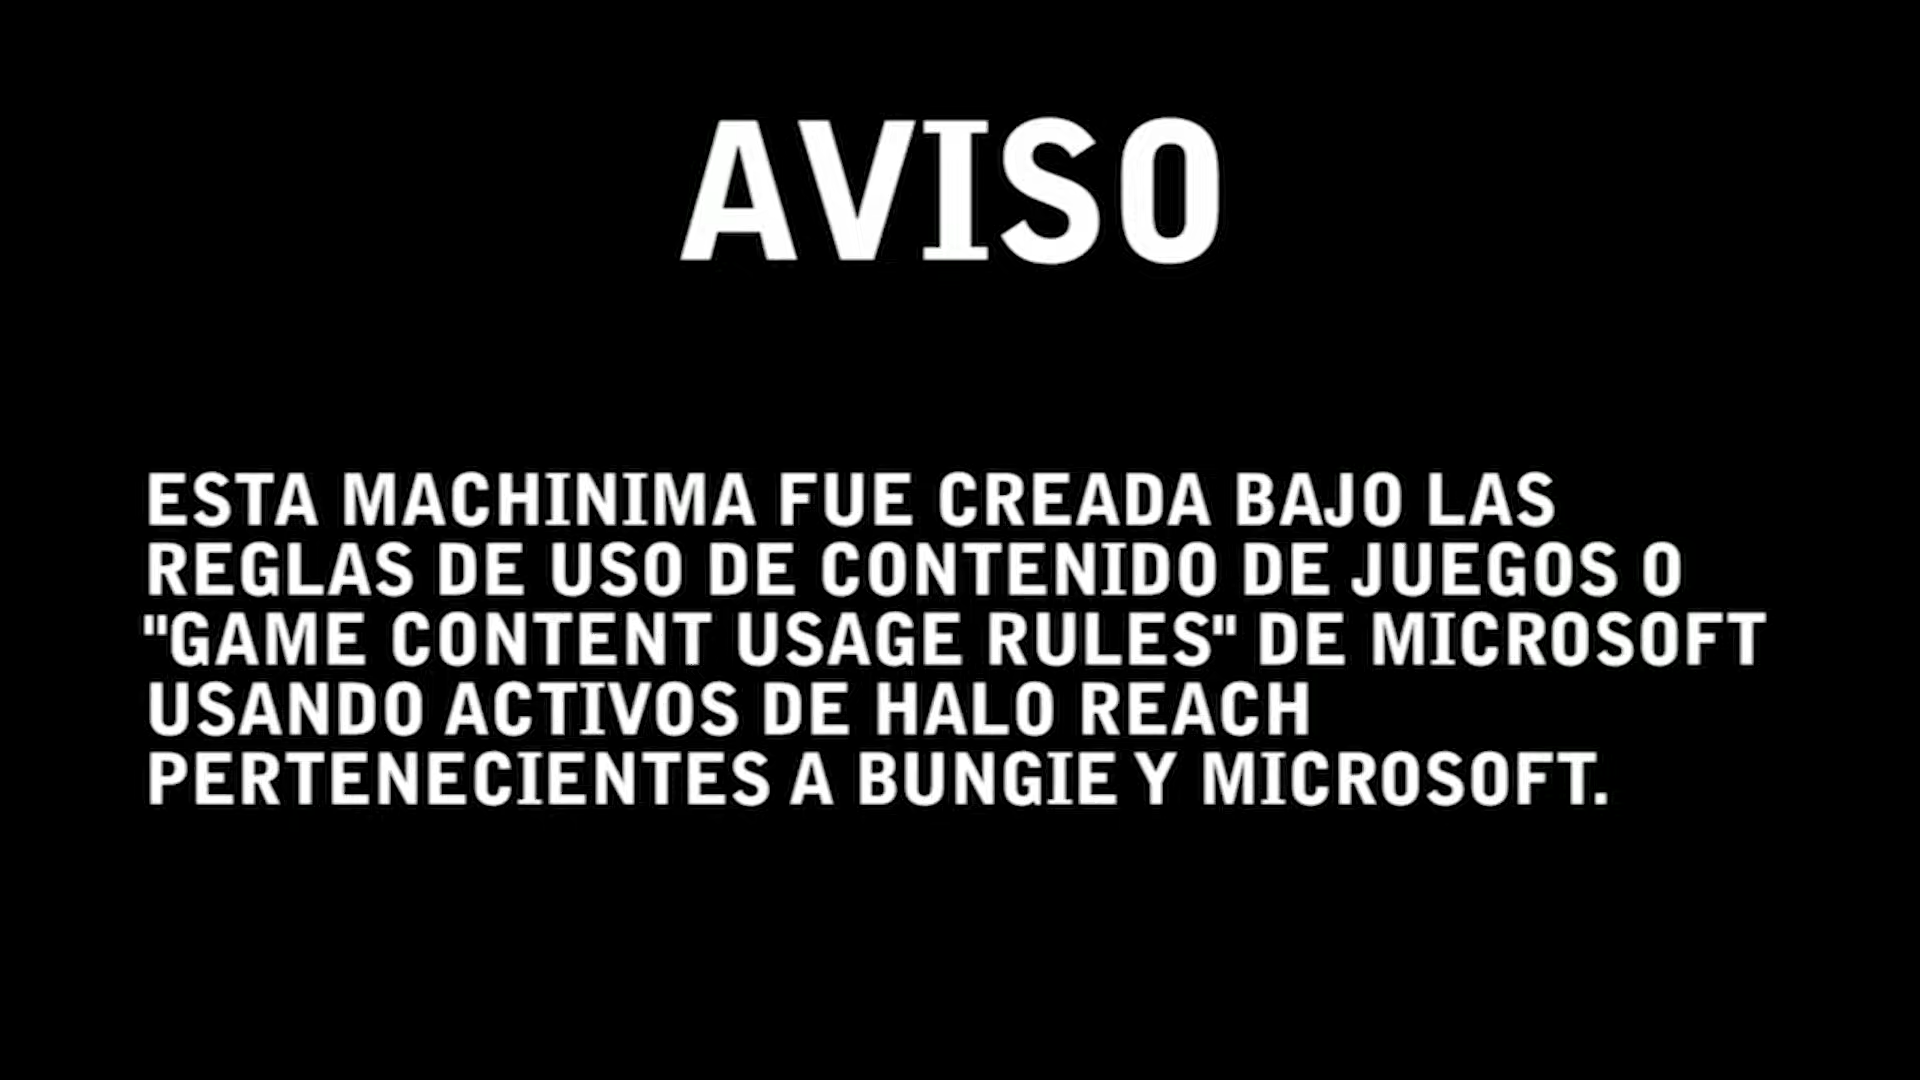 AVISO
ESTA MACHINIMA FUE CREADA BAJO LAS
REGLAS DE USO DE CONTENIDO DE JUEGOS O
"GAME CONTENT USAGE RULES" DE MICROSOFT
USANDO ACTIVOS DE HALO REACH
PERTENECIENTES A BUNGIE Y MICROSOFT.